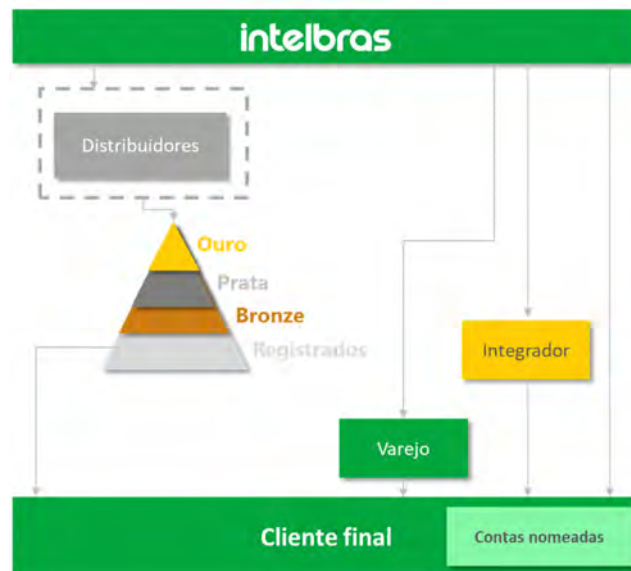 intelbras
Distribuidores
Ouro
Prata
Bronze
Registrados
Integrador
Varejo
Cliente final
Contas nomeadas